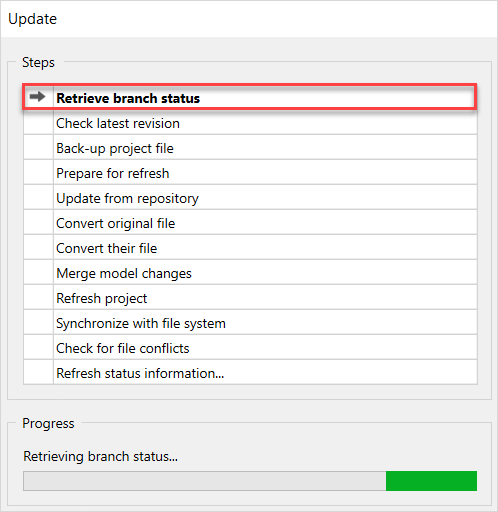 Update
Steps
Retrieve branch status
Check latest revision
Back-up project file
Prepare for refresh
Update from repository
Convert original file
Convert their file
Merge model changes
Refresh project
Synchronize with file system
Check for file conflicts
Refresh status information...
Progress
Retrieving branch status...